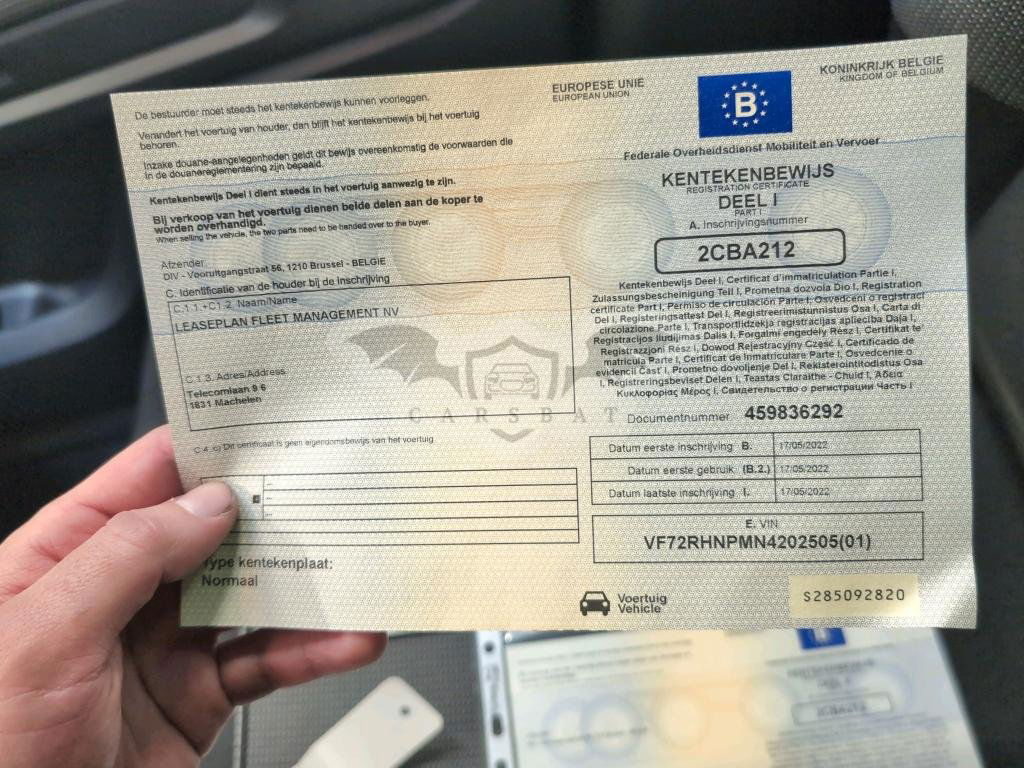 De bestuurder moet steeds het kentekenbewijs kunnen voorleggen.
Verandert het voertuig van houder, dan blijft het kentekenbewijs bij het voertuig
behoren.
Inzake douane-aangelegenheden geldt dit bewijs overeenkomstig de voorwaarden die
in de douanereglementering zijn bepaald.
Kentekenbewijs Deel I dient steeds in het voertuig aanwezig te zijn.
Bij verkoop van het voertuig dienen beide delen aan de koper te
worden overhandigd.
When selling the vehicle, the two parts need to be handed over to the buyer.
Afzender:
DIV - Vooruitgangstraat 56, 1210 Brussel - BELGIE
C. Identificatie van de houder bij de inschrijving
C.1.1.+C1.2. Naam/Name
LEASEPLAN FLEET MANAGEMENT NV
C.1.3. Adres/Address
Telecomlaan 9 6
1831 Machelen
C.4.c) Dit certificaat is geen eigendomsbewijs van het voertuig
Type kentekenplaat:
Normaal
EUROPESE UNIE
EUROPEAN UNION
B
KONINKRIJK BELGIE
KINGDOM OF BELGIUM
Federale Overheidsdienst Mobiliteit en Vervoer
KENTEKENBEWIJS
REGISTRATION CERTIFICATE
DEEL I
PART I
A. Inschrijvingsnummer
2CBA212
Kentekenbewijs Deel I, Certificat d'immatriculation Partie I,
Zulassungsbescheinigung Teil I, Prometna dozvola Dio I, Registration
certificate Part I, Permiso de circulación Parte I, Osvedčení o registraci
Del I, Registeringsattest Del I, Registreerimistunnistus Osa I, Carta di
circolazione Parte I, Transportlīdzekļa reģistrācijas apliecība Daļa I,
Registracijos liudijimas Dalis I, Forgalmi engedély Rész I, Ċertifikat ta'
Reġistrazzjoni Rész I, Dowód Rejestracyjny Część I, Certificado de
matrícula Parte I, Certificat de înmatriculare Parte I, Osvedcenie o
evidencii Časť I, Prometno dovoljenje Del I, Rekisteröintitodistus Osa
I, Registreringsbeviset Delen I, Teastas Claraithe - Chuid I, Άδεια
Κυκλοφορίας Μέρος I, Свидетельство о регистрации Часть I
Documentnummer 459836292
Datum eerste inschrijving B. 17/05/2022
Datum eerste gebruik (B.2.) 17/05/2022
Datum laatste inschrijving I. 17/05/2022
E. VIN
VF72RHNPMN4202505(01)
Voertuig
Vehicle
S285092820
CARSBAT
2CBA212